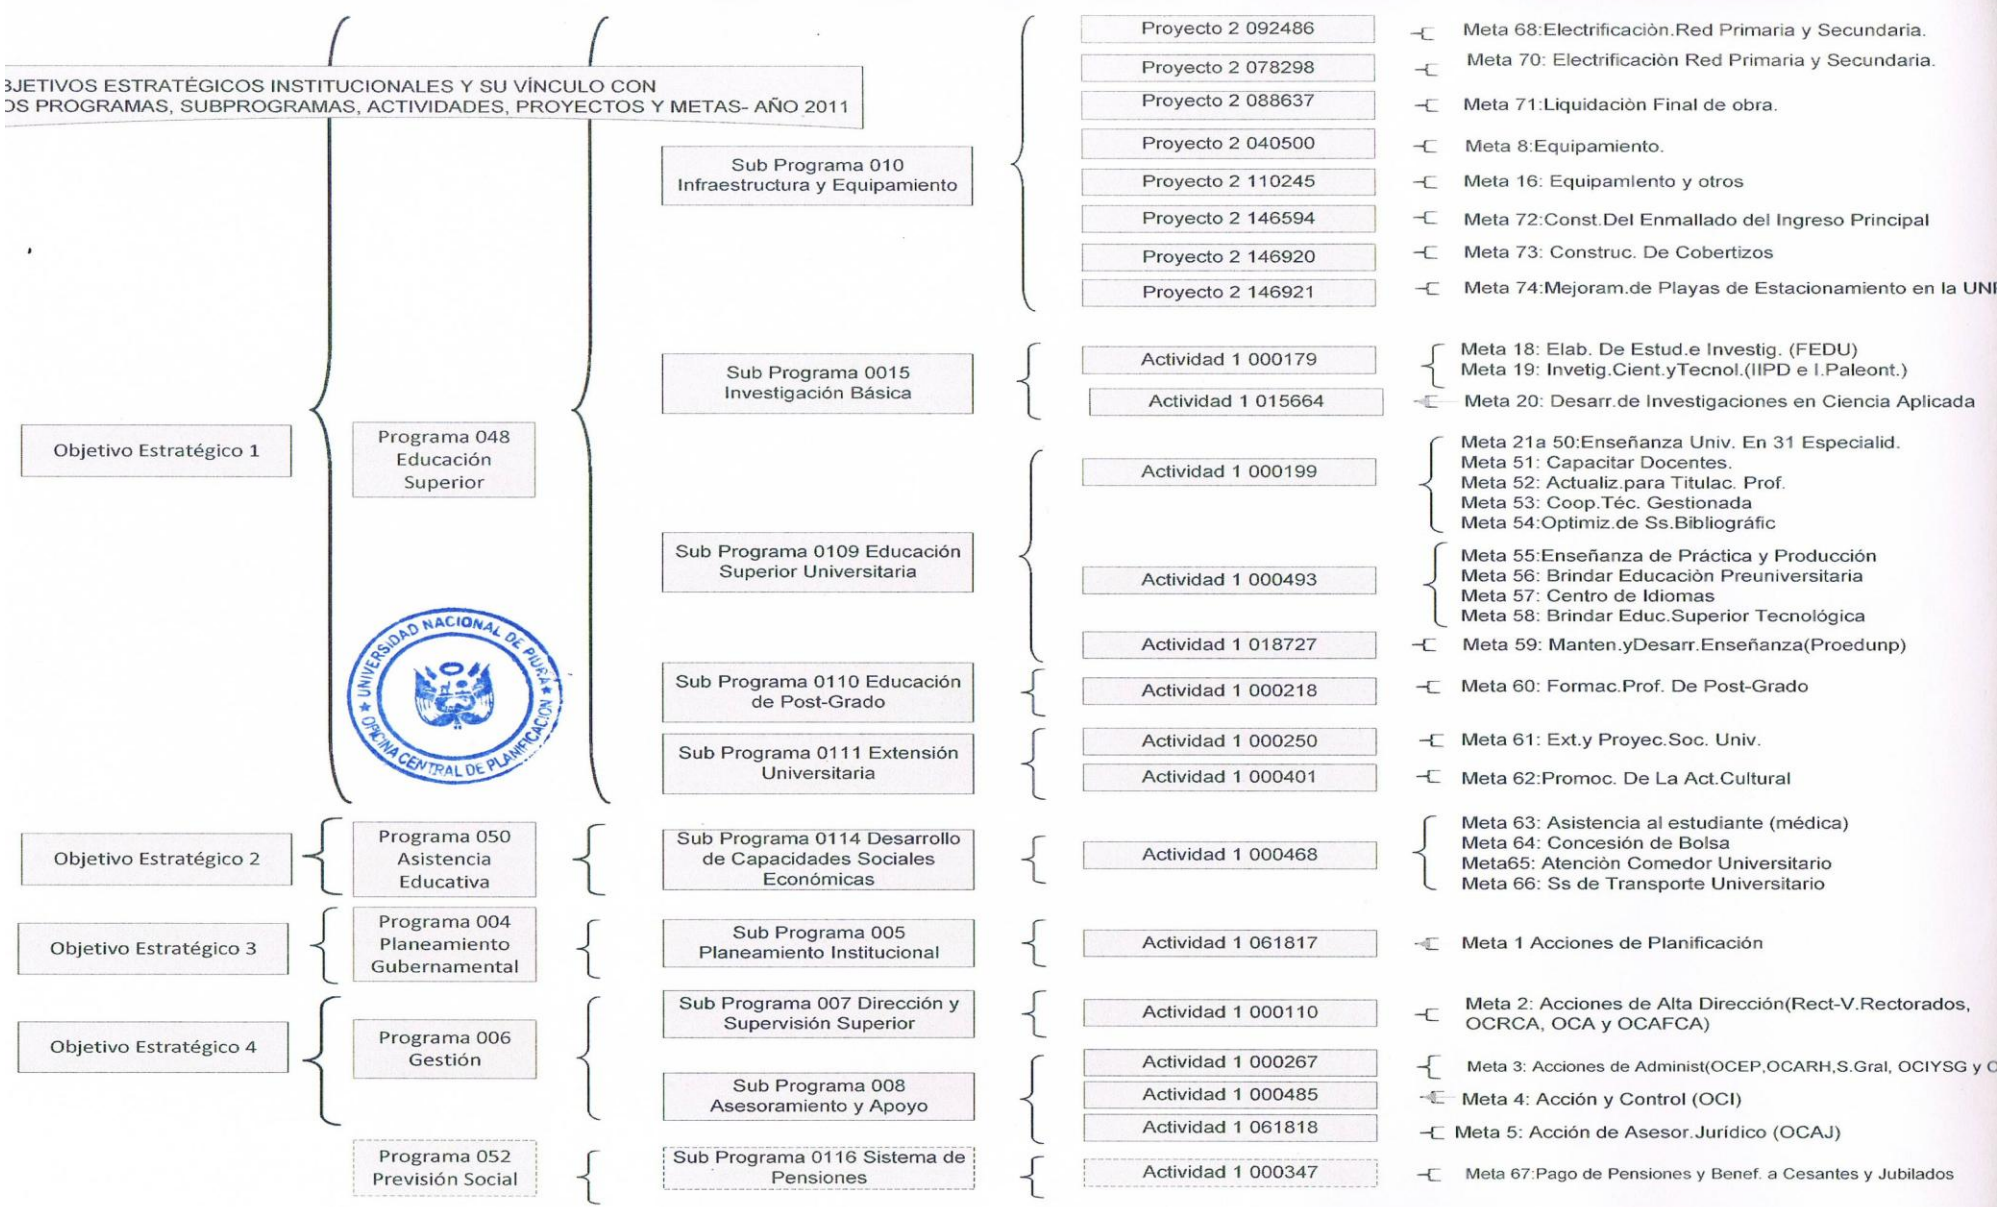 BJETIVOS ESTRATÉGICOS INSTITUCIONALES Y SU VÍNCULO CON
OS PROGRAMAS, SUBPROGRAMAS, ACTIVIDADES, PROYECTOS Y METAS- AÑO 2011
Objetivo Estratégico 1
Programa 048
Educación
Superior
Sub Programa 010
Infraestructura y Equipamiento
Proyecto 2 092486
Meta 68:Electrificaciòn.Red Primaria y Secundaria.
Proyecto 2 078298
Meta 70: Electrificaciòn Red Primaria y Secundaria.
Proyecto 2 088637
Meta 71:Liquidaciòn Final de obra.
Proyecto 2 040500
Meta 8:Equipamiento.
Proyecto 2 110245
Meta 16: Equipamiento y otros
Proyecto 2 146594
Meta 72:Const.Del Enmallado del Ingreso Principal
Proyecto 2 146920
Meta 73: Construc. De Cobertizos
Proyecto 2 146921
Meta 74:Mejoram.de Playas de Estacionamiento en la UNP
Sub Programa 0015
Investigación Básica
Actividad 1 000179
Meta 18: Elab. De Estud.e Investig. (FEDU)
Meta 19: Invetig.Cient.yTecnol.(IIPD e I.Paleont.)
Actividad 1 015664
Meta 20: Desarr.de Investigaciones en Ciencia Aplicada
Sub Programa 0109 Educación
Superior Universitaria
Actividad 1 000199
Meta 21a 50:Enseñanza Univ. En 31 Especialid.
Meta 51: Capacitar Docentes.
Meta 52: Actualiz.para Titulac. Prof.
Meta 53: Coop.Téc. Gestionada
Meta 54:Optimiz.de Ss.Bibliográfic
Actividad 1 000493
Meta 55:Enseñanza de Práctica y Producción
Meta 56: Brindar Educaciòn Preuniversitaria
Meta 57: Centro de Idiomas
Meta 58: Brindar Educ.Superior Tecnológica
Actividad 1 018727
Meta 59: Manten.yDesarr.Enseñanza(Proedunp)
Sub Programa 0110 Educación
de Post-Grado
Actividad 1 000218
Meta 60: Formac.Prof. De Post-Grado
Sub Programa 0111 Extensión
Universitaria
Actividad 1 000250
Meta 61: Ext.y Proyec.Soc. Univ.
Actividad 1 000401
Meta 62:Promoc. De La Act.Cultural
UNIVERSIDAD NACIONAL DE PIURA
OFICINA CENTRAL DE PLANIFICACIÓN
Objetivo Estratégico 2
Programa 050
Asistencia
Educativa
Sub Programa 0114 Desarrollo
de Capacidades Sociales
Económicas
Actividad 1 000468
Meta 63: Asistencia al estudiante (médica)
Meta 64: Concesión de Bolsa
Meta65: Atenciòn Comedor Universitario
Meta 66: Ss de Transporte Universitario
Objetivo Estratégico 3
Programa 004
Planeamiento
Gubernamental
Sub Programa 005
Planeamiento Institucional
Actividad 1 061817
Meta 1 Acciones de Planificación
Objetivo Estratégico 4
Programa 006
Gestión
Sub Programa 007 Dirección y
Supervisión Superior
Actividad 1 000110
Meta 2: Acciones de Alta Dirección(Rect-V.Rectorados,
OCRCA, OCA y OCAFCA)
Sub Programa 008
Asesoramiento y Apoyo
Actividad 1 000267
Meta 3: Acciones de Administ(OCEP,OCARH,S.Gral, OCIYSG y
Actividad 1 000485
Meta 4: Acción y Control (OCI)
Actividad 1 061818
Meta 5: Acción de Asesor.Jurídico (OCAJ)
Programa 052
Previsión Social
Sub Programa 0116 Sistema de
Pensiones
Actividad 1 000347
Meta 67:Pago de Pensiones y Benef. a Cesantes y Jubilados